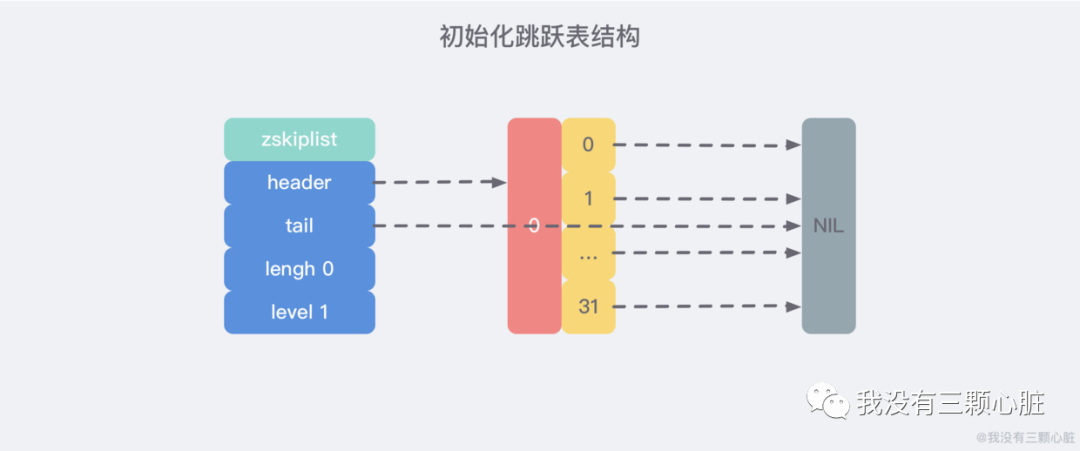 初始化跳跃表结构
zskiplist
header
tail
lengh 0
level 1
0
0
1
...
31
NIL
我没有三颗心脏
@我没有三颗心脏